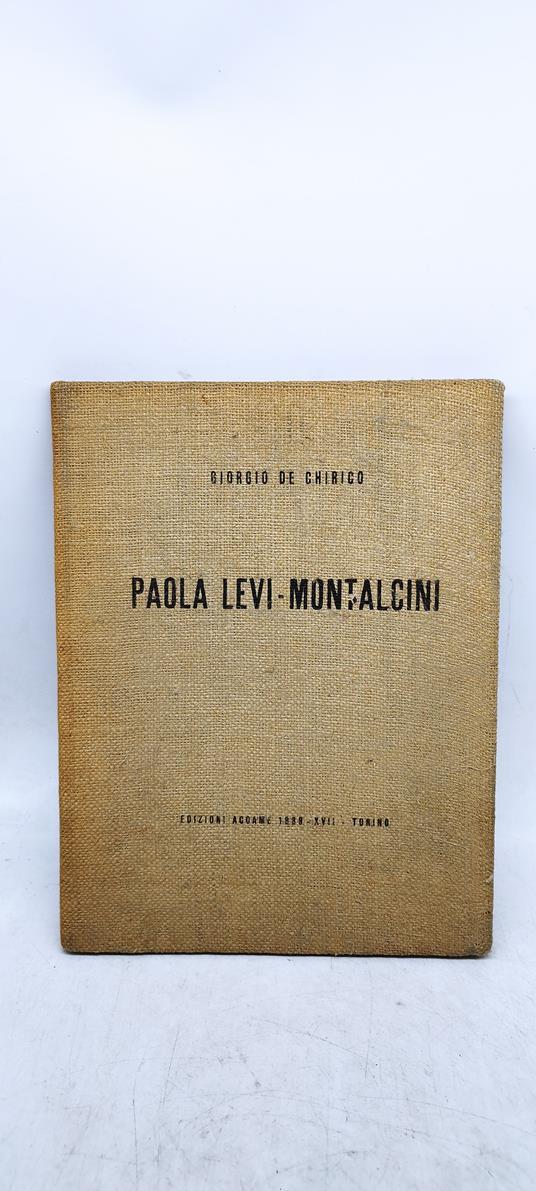 GIORGIO DE CHIRICO
PAOLA LEVI-MONTALCINI
EDIZIONI ACCAME 1939 - XVII - TORINO